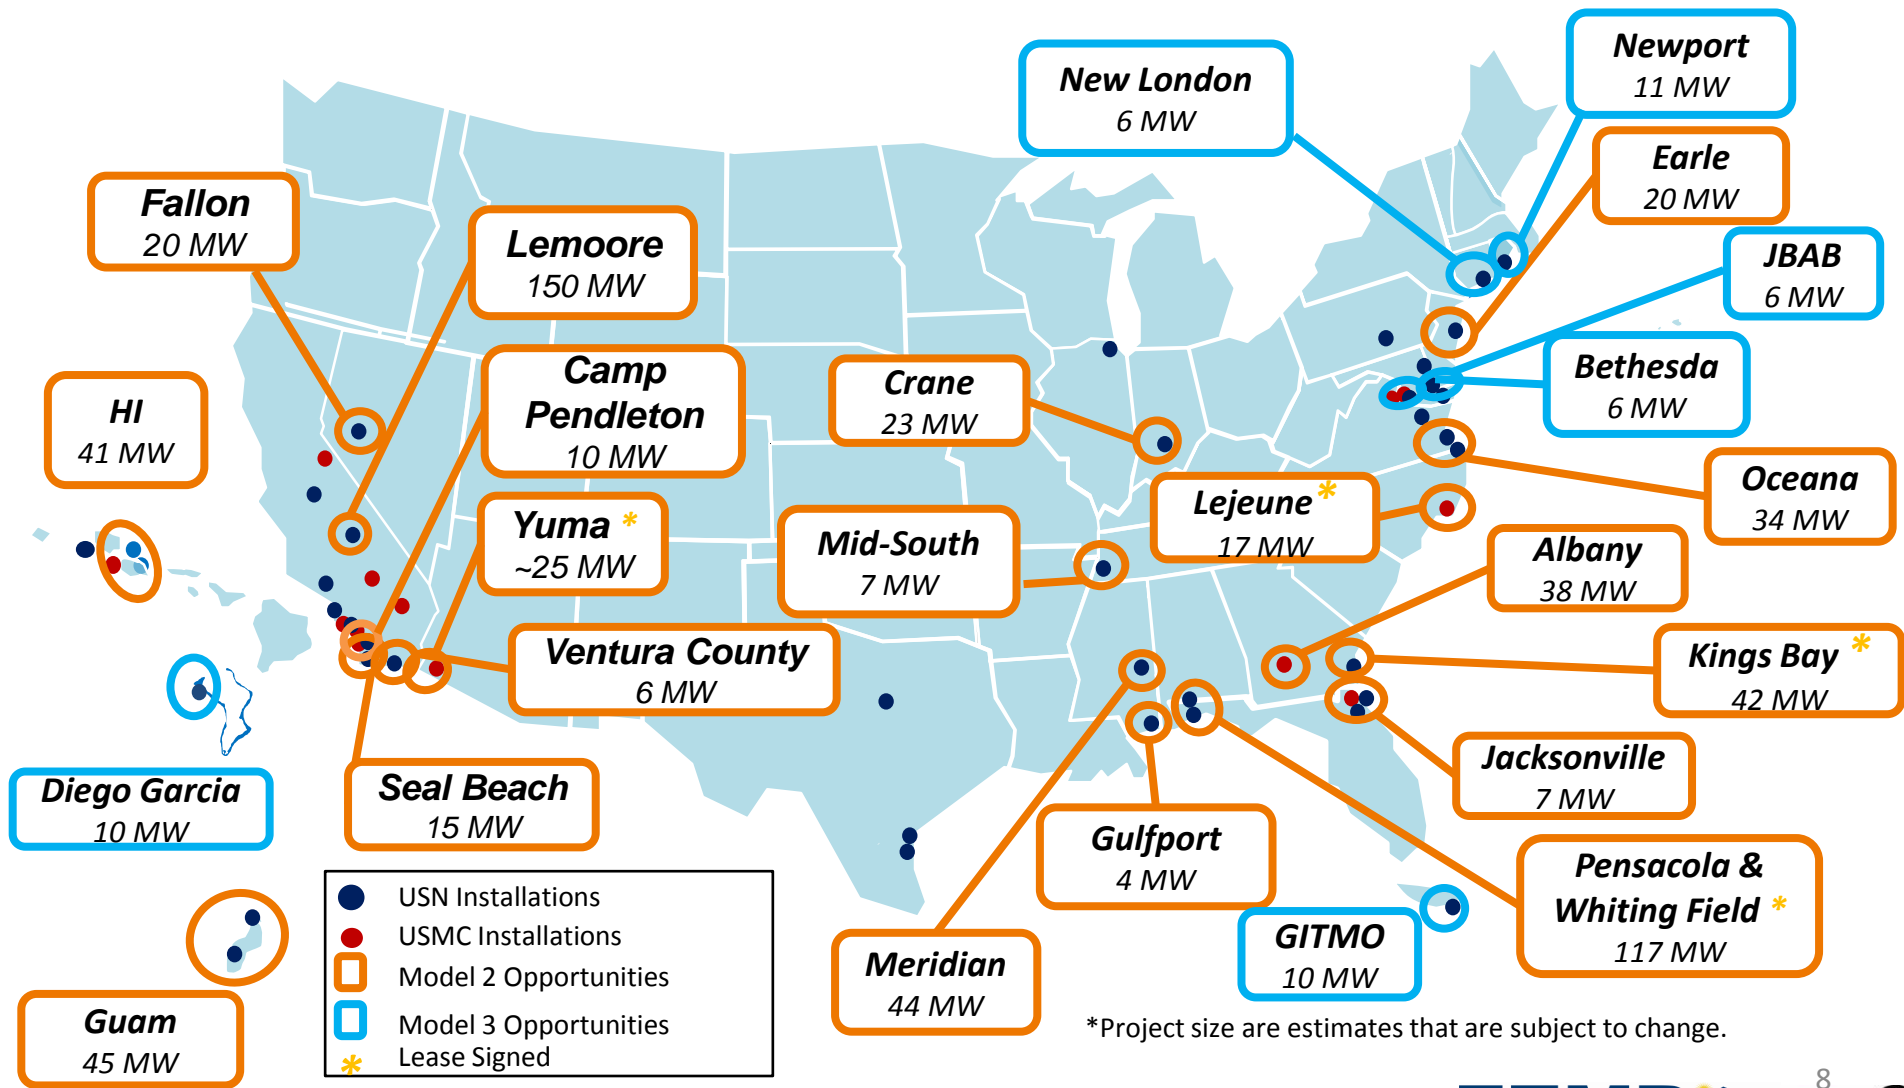 Newport
11 MW
New London
6 MW
Earle
20 MW
Fallon
20 MW
Lemoore
150 MW
JBAB
6 MW
Camp
Pendleton
10 MW
Crane
23 MW
Bethesda
6 MW
HI
41 MW
Oceana
34 MW
Yuma *
~25 MW
Mid-South
7 MW
Lejeune *
17 MW
Albany
38 MW
Ventura County
6 MW
Kings Bay *
42 MW
Diego Garcia
10 MW
Seal Beach
15 MW
Jacksonville
7 MW
Gulfport
4 MW
Pensacola &
Whiting Field *
117 MW
GITMO
10 MW
Meridian
44 MW
Guam
45 MW
USN Installations
USMC Installations
Model 2 Opportunities
Model 3 Opportunities
* Lease Signed
*Project size are estimates that are subject to change.
8